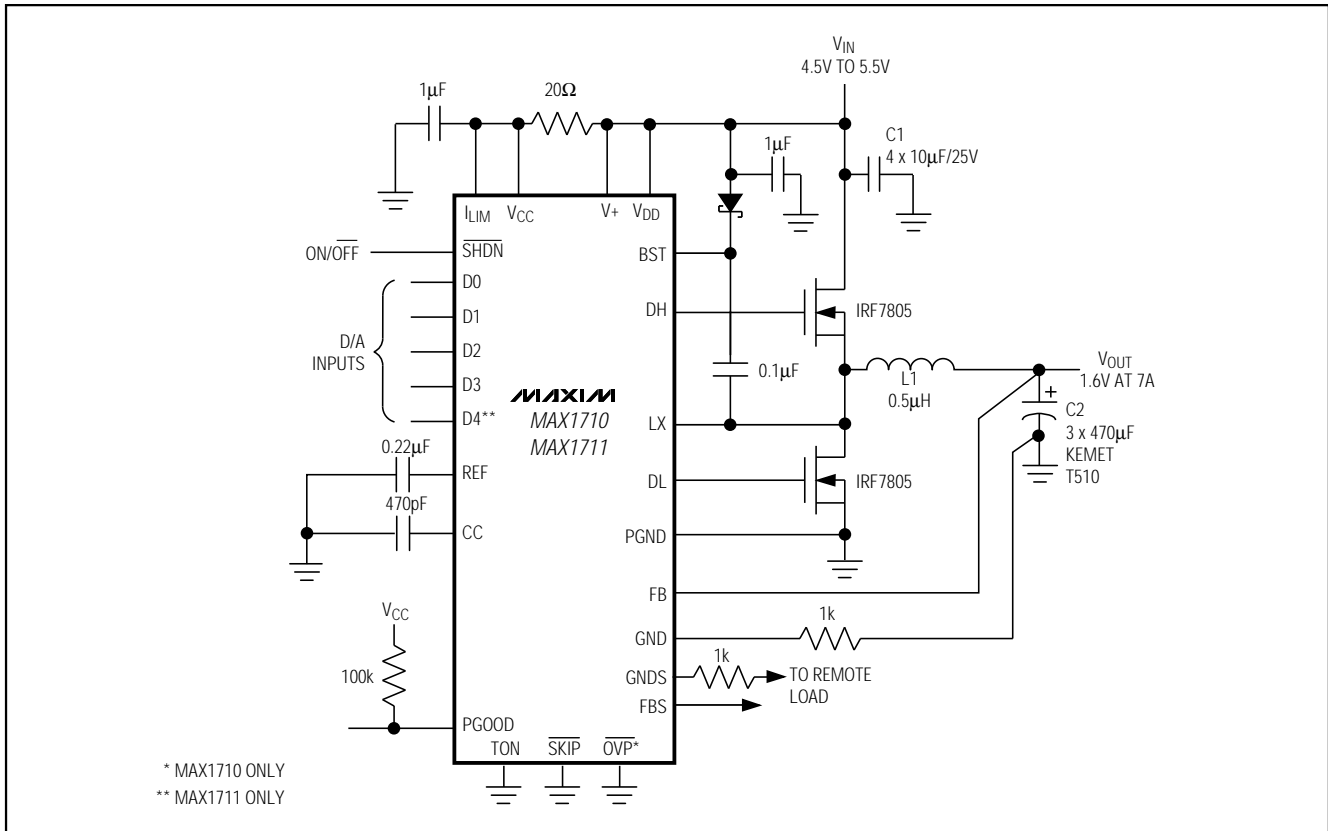 VIN
4.5V TO 5.5V
1µF
20Ω
C1
4 x 10µF/25V
1µF
ILIM
VCC
V+
VDD
ON/OFF
SHDN
BST
D0
D1
D2
D3
D4**
D/A
INPUTS
DH
IRF7805
0.1µF
L1
0.5µH
VOUT
1.6V AT 7A
+
C2
3 x 470µF
KEMET
T510
MAXIM
MAX1710
MAX1711
LX
DL
IRF7805
0.22µF
REF
470pF
CC
PGND
FB
GND
1k
VCC
100k
GNDS
1k
TO REMOTE
LOAD
FBS
PGOOD
TON
SKIP
OVP*
* MAX1710 ONLY
** MAX1711 ONLY